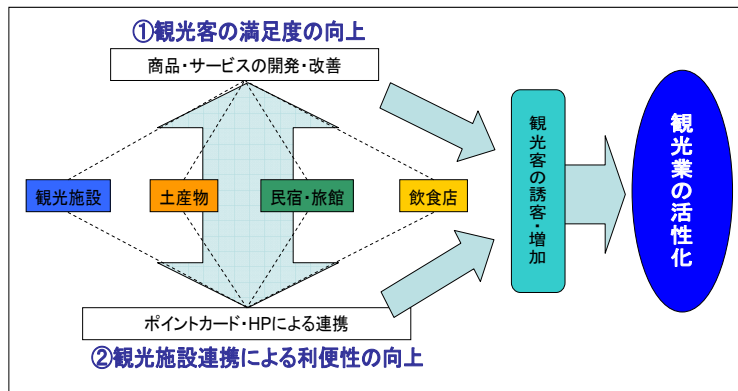 ①観光客の満足度の向上
商品・サービスの開発・改善
観光施設
土産物
民宿・旅館
飲食店
観光客の誘客・増加
観光業の活性化
ポイントカード・HPによる連携
②観光施設連携による利便性の向上